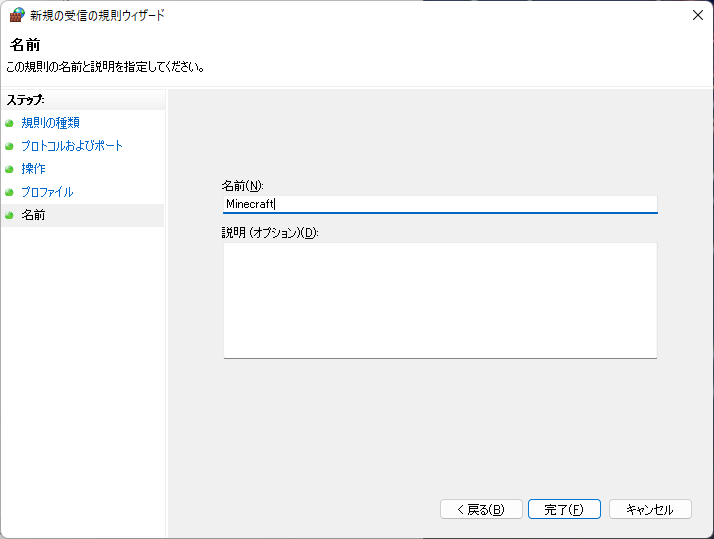 新規の受信の規則ウィザード
名前
この規則の名前と説明を指定してください。
ステップ:
規則の種類
プロトコルおよびポート
操作
プロファイル
名前
名前(N):
Minecraft
説明 (オプション)(D):
< 戻る(B)
完了(F)
キャンセル